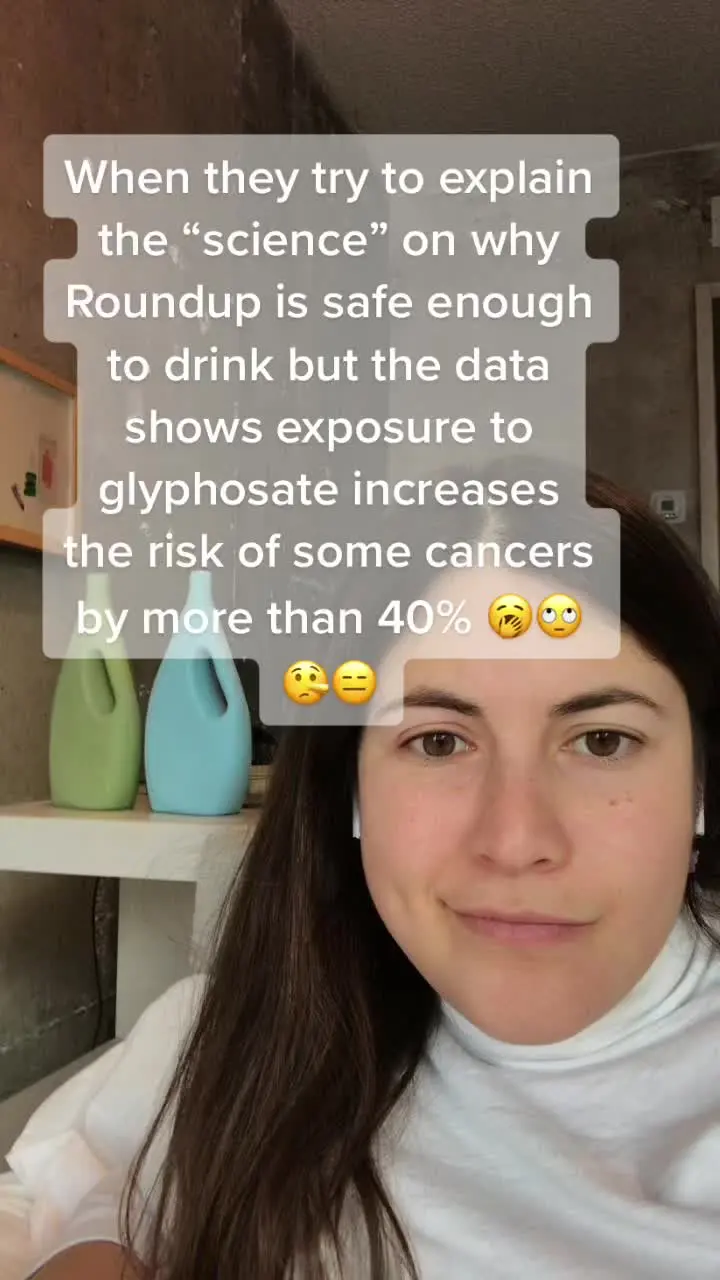 When they try to explain
the “science” on why
Roundup is safe enough
to drink but the data
shows exposure to
glyphosate increases
the risk of some cancers
by more than 40% 🥱🙄
🤥😑